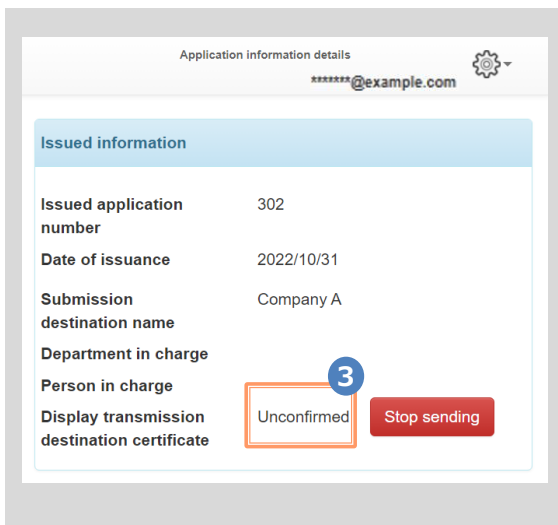 Application information details
*******@example.com
Issued information
Issued application
number
302
Date of issuance
2022/10/31
Submission
destination name
Company A
Department in charge
Person in charge
3
Display transmission
destination certificate
Unconfirmed
Stop sending